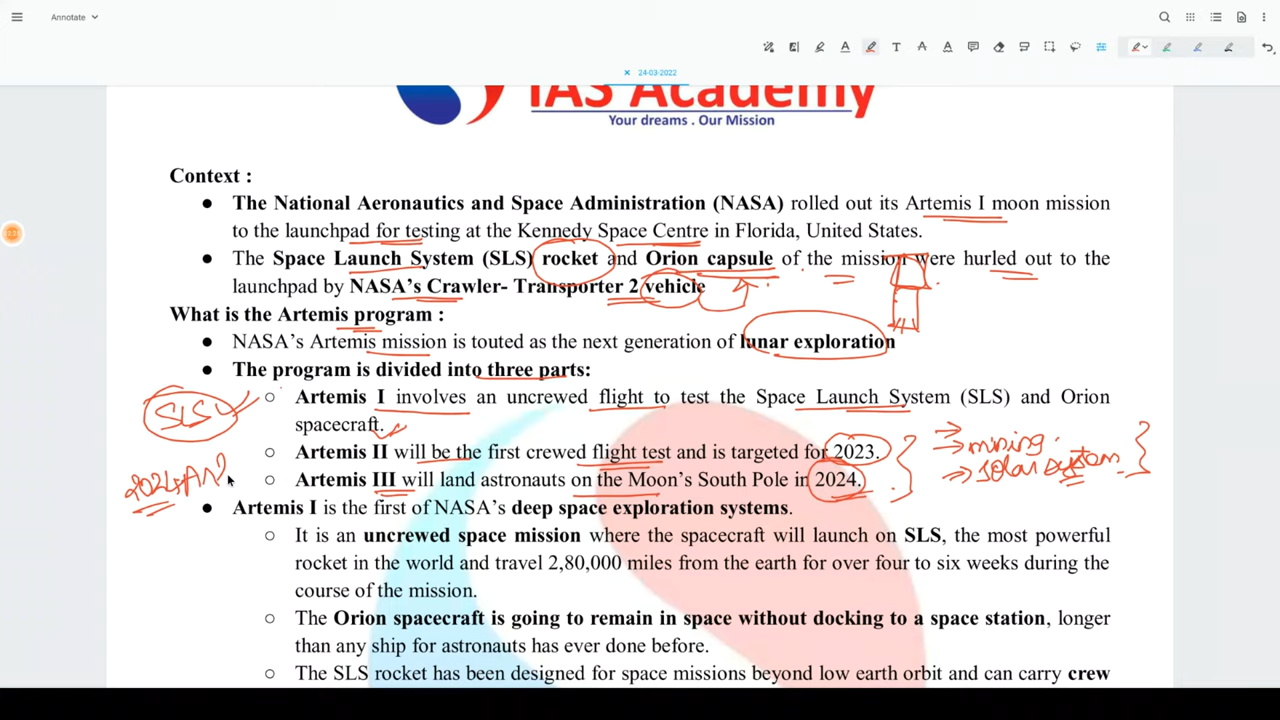 Annotate
24-03-2022
IAS Academy
Your dreams . Our Mission
Context :
● The National Aeronautics and Space Administration (NASA) rolled out its Artemis I moon mission
to the launchpad for testing at the Kennedy Space Centre in Florida, United States.
● The Space Launch System (SLS) rocket and Orion capsule of the mission were hurled out to the
launchpad by NASA’s Crawler- Transporter 2 vehicle
What is the Artemis program :
● NASA’s Artemis mission is touted as the next generation of lunar exploration
● The program is divided into three parts:
○ Artemis I involves an uncrewed flight to test the Space Launch System (SLS) and Orion
spacecraft.
SLS
○ Artemis II will be the first crewed flight test and is targeted for 2023.
mining.
○ Artemis III will land astronauts on the Moon’s South Pole in 2024.
solar system
● Artemis I is the first of NASA’s deep space exploration systems.
○ It is an uncrewed space mission where the spacecraft will launch on SLS, the most powerful
rocket in the world and travel 2,80,000 miles from the earth for over four to six weeks during the
course of the mission.
○ The Orion spacecraft is going to remain in space without docking to a space station, longer
than any ship for astronauts has ever done before.
○ The SLS rocket has been designed for space missions beyond low earth orbit and can carry crew